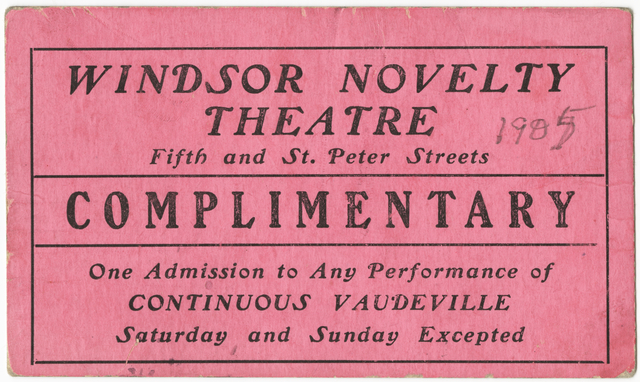 WINDSOR NOVELTY
THEATRE
1905
Fifth and St. Peter Streets
COMPLIMENTARY
One Admission to Any Performance of
CONTINUOUS VAUDEVILLE
Saturday and Sunday Excepted